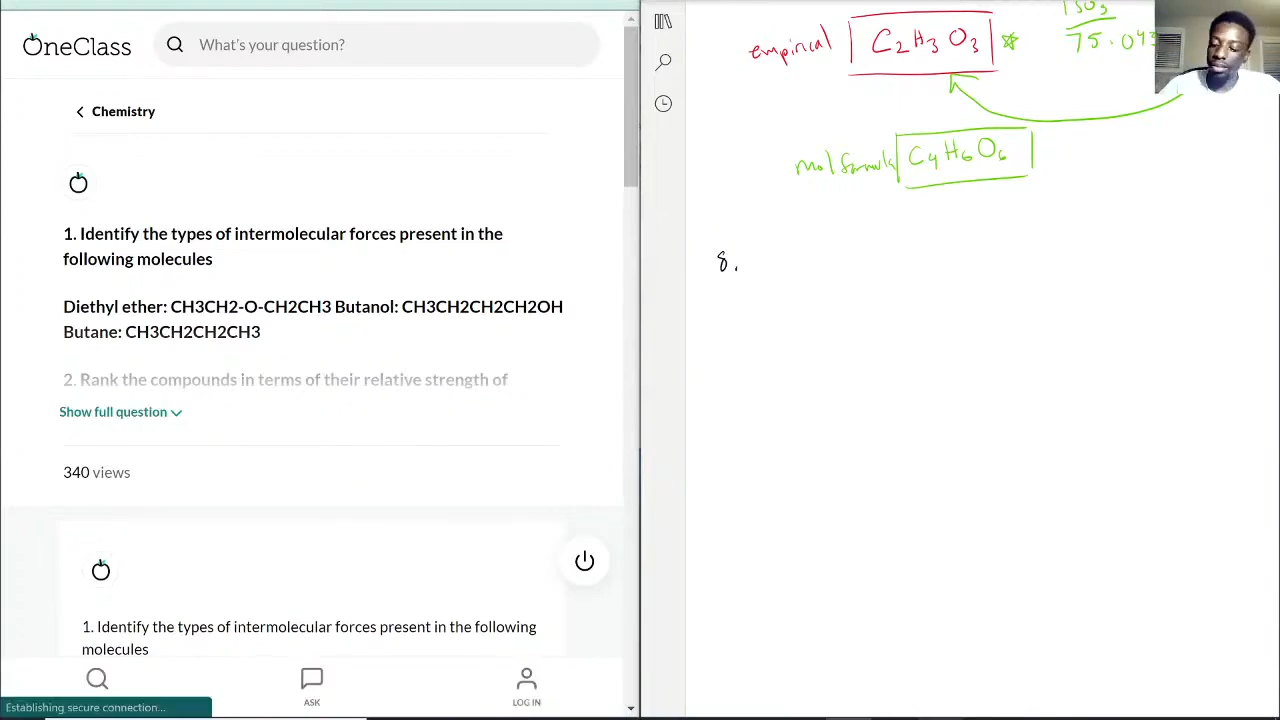 OneClass
What's your question?
Chemistry
1. Identify the types of intermolecular forces present in the
following molecules
Diethyl ether: CH3CH2-O-CH2CH3 Butanol: CH3CH2CH2CH2OH
Butane: CH3CH2CH2CH3
2. Rank the compounds in terms of their relative strength of
Show full question
340 views
1. Identify the types of intermolecular forces present in the following
molecules
ASK
LOG IN
Establishing secure connection...
empirical C₂H₃O₃
75.043
mol formula C₄H₆O₆
8.